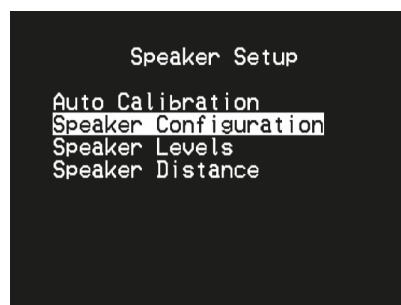 Speaker Setup
Auto Calibration
Speaker Configuration
Speaker Levels
Speaker Distance